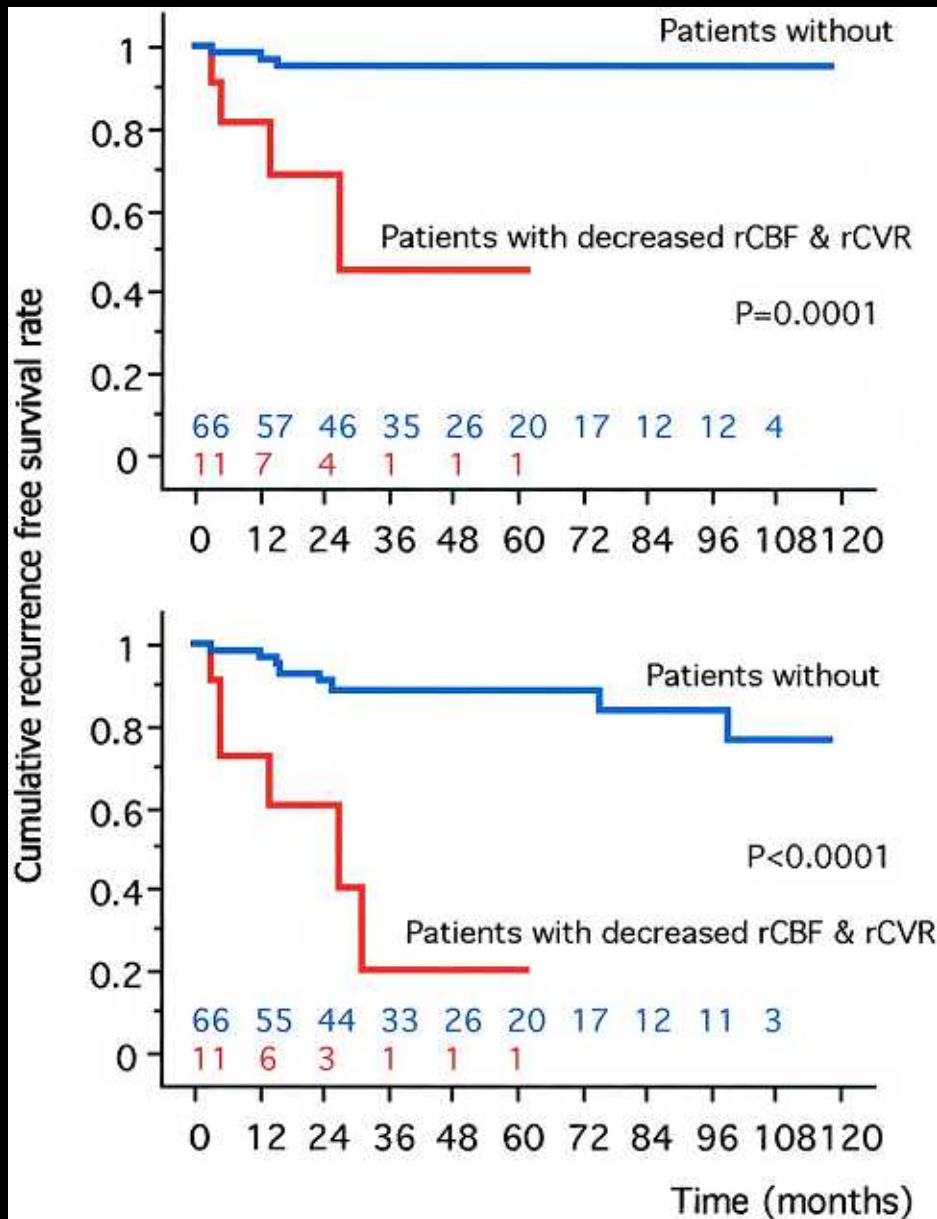 Cumulative recurrence free survival rate
Patients without
1
0.8
0.6
Patients with decreased rCBF & rCVR
0.4
P=0.0001
0.2
66 57 46 35 26 20 17 12 12 4
0
11 7 4 1 1 1
0 12 24 36 48 60 72 84 96 108 120
1
Patients without
0.8
0.6
P<0.0001
0.4
Patients with decreased rCBF & rCVR
0.2
66 55 44 33 26 20 17 12 11 3
0
11 6 3 1 1 1
0 12 24 36 48 60 72 84 96 108 120
Time (months)